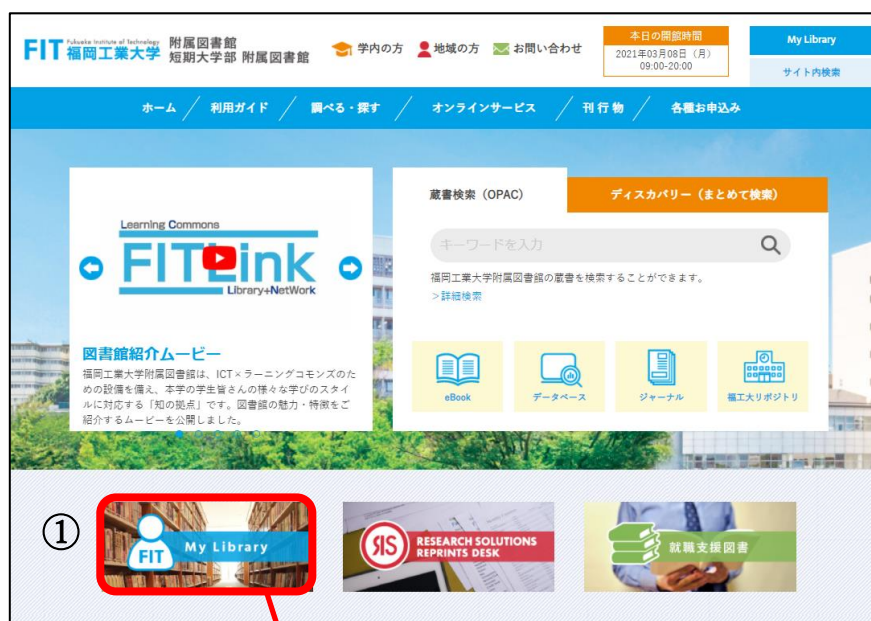 FIT Fukuoka Institute of Technology 福岡工業大学 附属図書館
短期大学部 附属図書館
学内の方
地域の方
お問い合わせ
本日の開館時間
2021年03月08日（月）
09:00-20:00
My Library
サイト内検索
ホーム / 利用ガイド / 調べる・探す / オンラインサービス / 刊行物 / 各種お申込み
Learning Commons
FITLink
Library+NetWork
図書館紹介ムービー
福岡工業大学附属図書館は、ICT×ラーニングコモンズのた
めの設備を備え、本学の学生皆さんの様々な学びのスタイ
ルに対応する「知の拠点」です。図書館の魅力・特徴をご
紹介するムービーを公開しました。
蔵書検索（OPAC）
ディスカバリー（まとめて検索）
キーワードを入力
福岡工業大学附属図書館の蔵書を検索することができます。
＞詳細検索
eBook
データベース
ジャーナル
福工大リポジトリ
①
FIT My Library
RIS RESEARCH SOLUTIONS
REPRINTS DESK
就職支援図書